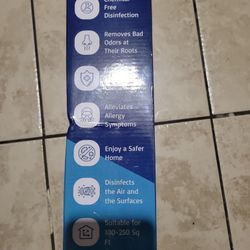 Chemical
Free
Disinfection
Removes Bad
Odors at
Their Roots
Alleviates
Allergy
Symptoms
Enjoy a Safer
Home
Disinfects
the Air and
the Surfaces
Suitable for
100-250 Sq
Ft